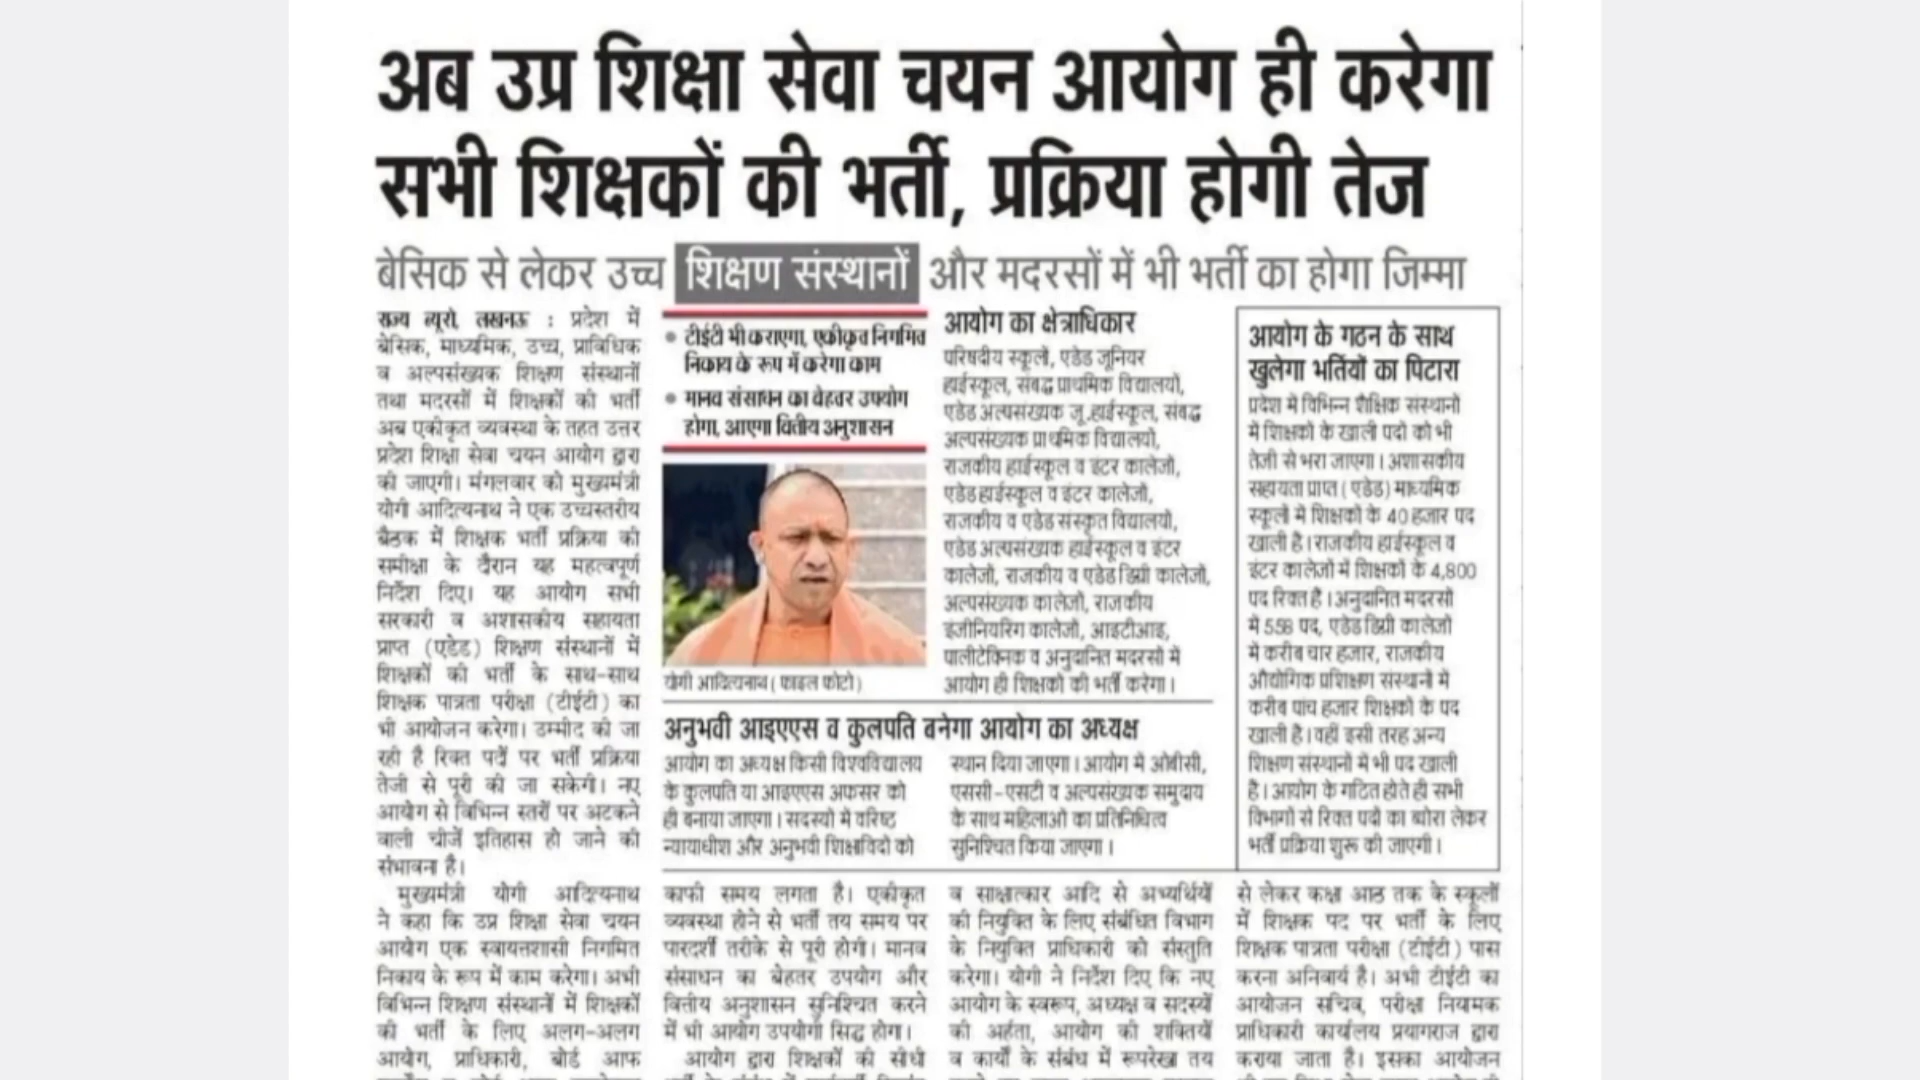 अब उप्र शिक्षा सेवा चयन आयोग ही करेगा
सभी शिक्षकों की भर्ती, प्रक्रिया होगी तेज
बेसिक से लेकर उच्च शिक्षण संस्थानों और मदरसों में भी भर्ती का होगा जिम्मा
राज्य ब्यूरो, लखनऊ : प्रदेश में
बेसिक, माध्यमिक, उच्च, प्राविधिक
व अल्पसंख्यक शिक्षण संस्थानों
तथा मदरसों में शिक्षकों की भर्ती
अब एकीकृत व्यवस्था के तहत उत्तर
प्रदेश शिक्षा सेवा चयन आयोग द्वारा
की जाएगी। मंगलवार को मुख्यमंत्री
योगी आदित्यनाथ ने एक उच्चस्तरीय
बैठक में शिक्षक भर्ती प्रक्रिया की
समीक्षा के दौरान यह महत्वपूर्ण
निर्देश दिए। यह आयोग सभी
सरकारी व अशासकीय सहायता
प्राप्त (एडेड) शिक्षण संस्थानों में
शिक्षकों की भर्ती के साथ-साथ
शिक्षक पात्रता परीक्षा (टीईटी) का
भी आयोजन करेगा। उम्मीद की जा
रही है रिक्त पदों पर भर्ती प्रक्रिया
तेजी से पूरी की जा सकेगी। नए
आयोग से विभिन्न स्तरों पर अटकने
वाली चीजें इतिहास हो जाने की
संभावना है।
मुख्यमंत्री योगी आदित्यनाथ
ने कहा कि उप्र शिक्षा सेवा चयन
आयोग एक स्वायत्तशासी निगमित
निकाय के रूप में काम करेगा। अभी
विभिन्न शिक्षण संस्थानों में शिक्षकों
की भर्ती के लिए अलग-अलग
आयोग, प्राधिकारी, बोर्ड आफ
• टीईटी भी कराएगा, एकीकृत निगमित
निकाय के रूप में करेगा काम
• मानव संसाधन का बेहतर उपयोग
होगा, आएगा वित्तीय अनुशासन
योगी आदित्यनाथ (फाइल फोटो)
आयोग का क्षेत्राधिकार
परिषदीय स्कूलों, एडेड जूनियर
हाईस्कूल, संबद्ध प्राथमिक विद्यालयों,
एडेड अल्पसंख्यक जू.हाईस्कूल, संबद्ध
अल्पसंख्यक प्राथमिक विद्यालयों,
राजकीय हाईस्कूल व इंटर कालेजों,
एडेड हाईस्कूल व इंटर कालेजों,
राजकीय व एडेड संस्कृत विद्यालयों,
एडेड अल्पसंख्यक हाईस्कूल व इंटर
कालेजों, राजकीय व एडेड डिग्री कालेजों,
अल्पसंख्यक कालेजों, राजकीय
इंजीनियरिंग कालेजों, आइटीआइ,
पालीटेक्निक व अनुदानित मदरसों में
आयोग ही शिक्षकों की भर्ती करेगा।
अनुभवी आइएएस व कुलपति बनेगा आयोग का अध्यक्ष
आयोग का अध्यक्ष किसी विश्वविद्यालय
के कुलपति या आइएएस अफसर को
ही बनाया जाएगा। सदस्यों में वरिष्ठ
न्यायाधीश और अनुभवी शिक्षाविदों को
स्थान दिया जाएगा। आयोग में ओबीसी,
एससी-एसटी व अल्पसंख्यक समुदाय
के साथ महिलाओं का प्रतिनिधित्व
सुनिश्चित किया जाएगा।
आयोग के गठन के साथ
खुलेगा भर्तियों का पिटारा
प्रदेश में विभिन्न शैक्षिक संस्थानों
में शिक्षकों के खाली पदों को भी
तेजी से भरा जाएगा। अशासकीय
सहायता प्राप्त (एडेड) माध्यमिक
स्कूलों में शिक्षकों के 40 हजार पद
खाली हैं। राजकीय हाईस्कूल व
इंटर कालेजों में शिक्षकों के 4,800
पद रिक्त हैं। अनुदानित मदरसों
में 558 पद, एडेड डिग्री कालेजों
में करीब चार हजार, राजकीय
औद्योगिक प्रशिक्षण संस्थानों में
करीब पांच हजार शिक्षकों के पद
खाली हैं। वहीं इसी तरह अन्य
शिक्षण संस्थानों में भी पद खाली
हैं। आयोग के गठित होते ही सभी
विभागों से रिक्त पदों का ब्योरा लेकर
भर्ती प्रक्रिया शुरू की जाएगी।
काफी समय लगता है। एकीकृत
व्यवस्था होने से भर्ती तय समय पर
पारदर्शी तरीके से पूरी होगी। मानव
संसाधन का बेहतर उपयोग और
वित्तीय अनुशासन सुनिश्चित करने
में भी आयोग उपयोगी सिद्ध होगा।
आयोग द्वारा शिक्षकों की सीधी
व साक्षात्कार आदि से अभ्यर्थियों
की नियुक्ति के लिए संबंधित विभाग
के नियुक्ति प्राधिकारी को संस्तुति
करेगा। योगी ने निर्देश दिए कि नए
आयोग के स्वरूप, अध्यक्ष व सदस्यों
की अर्हता, आयोग की शक्तियों
व कार्यों के संबंध में रूपरेखा तय
से लेकर कक्षा आठ तक के स्कूलों
में शिक्षक पद पर भर्ती के लिए
शिक्षक पात्रता परीक्षा (टीईटी) पास
करना अनिवार्य है। अभी टीईटी का
आयोजन सचिव, परीक्षा नियामक
प्राधिकारी कार्यालय प्रयागराज द्वारा
कराया जाता है। इसका आयोजन